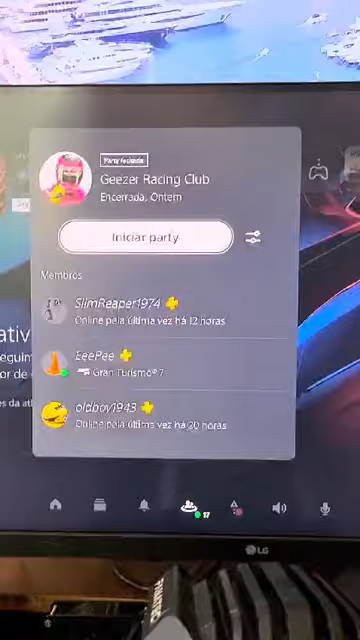 Party fechada
Geezer Racing Club
Encerrada, Ontem
Iniciar party
Membros
SlimReaper1974
Online pela última vez há 12 horas
EeePee
Gran Turismo® 7
oldboy1943
Online pela última vez há 20 horas
17
LG